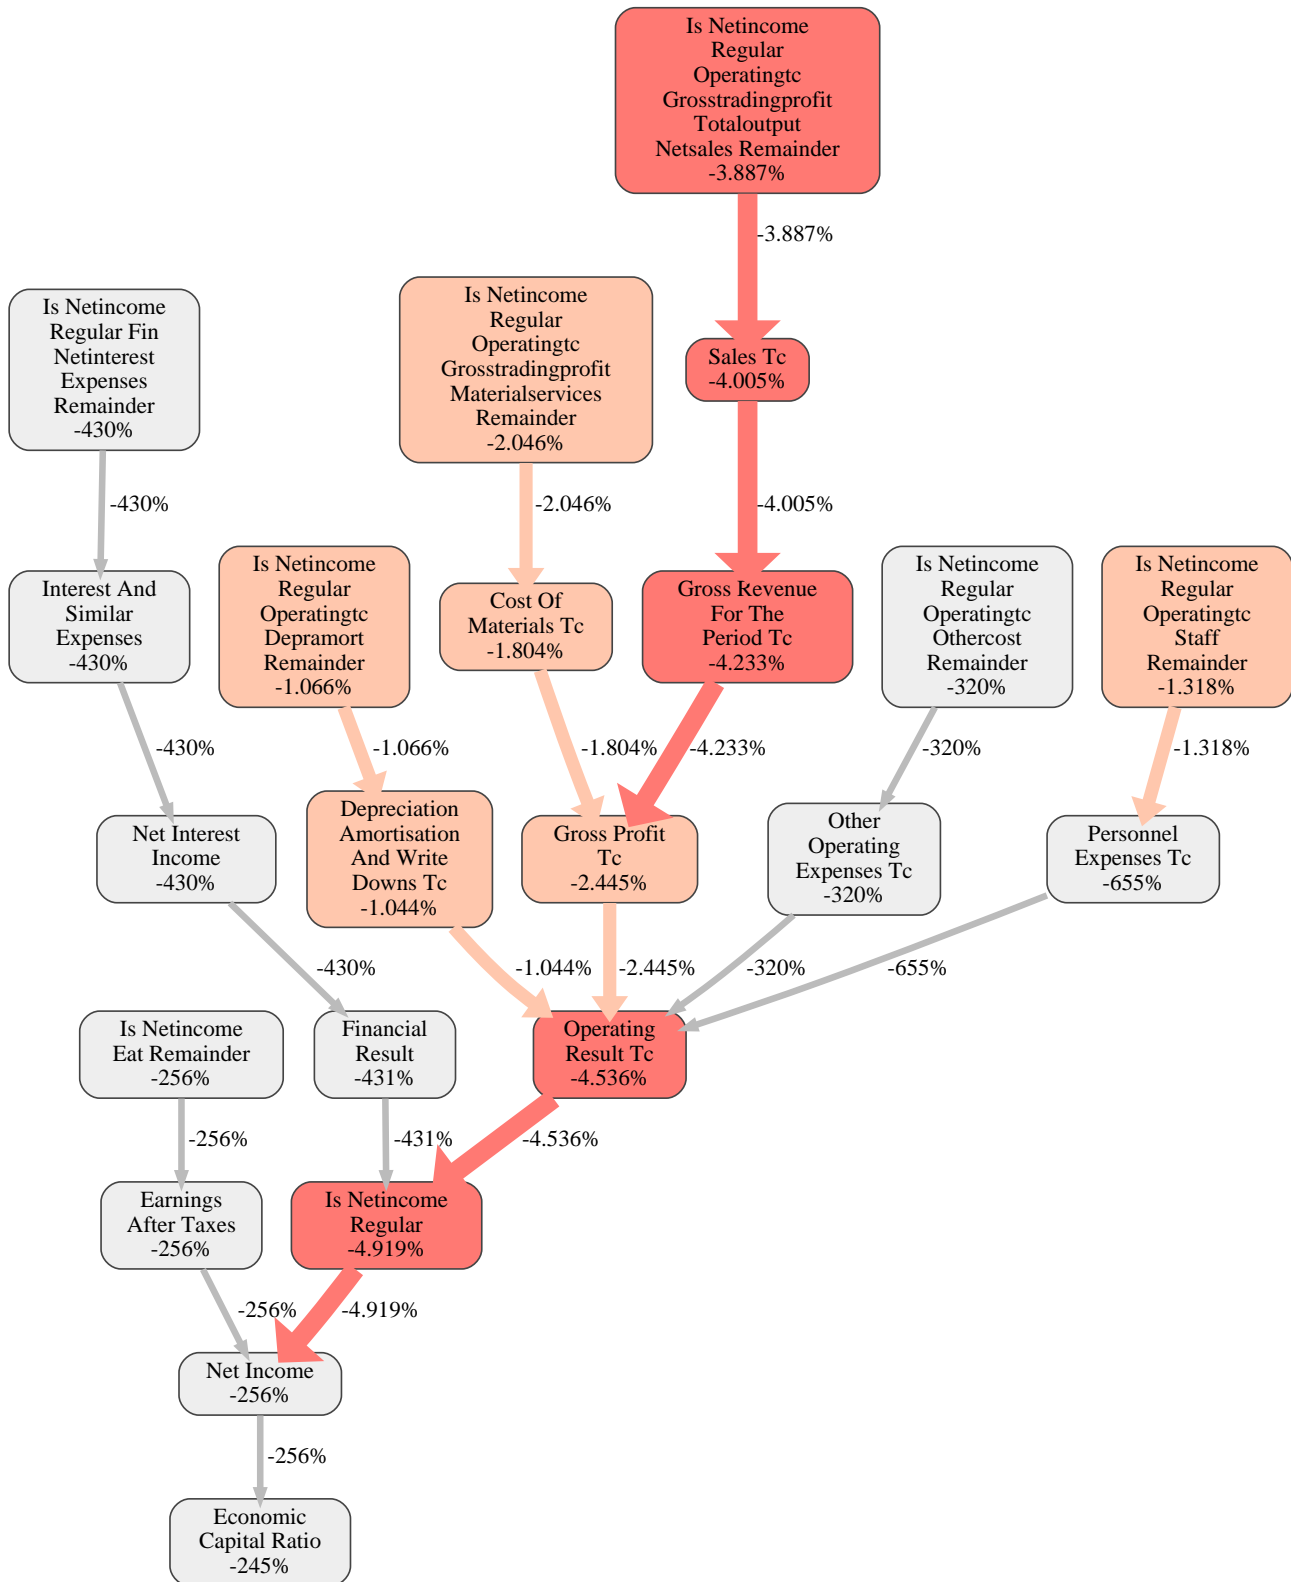 Is Netincome
Regular
Operatingtc
Grosstradingprofit
Totaloutput
Netsales Remainder
-3.887%
-3.887%
Is Netincome
Regular Fin
Netinterest
Expenses
Remainder
-430%
Is Netincome
Regular
Operatingtc
Grosstradingprofit
Materialservices
Remainder
-2.046%
Sales Tc
-4.005%
-430%
-2.046%
-4.005%
Interest And
Similar
Expenses
-430%
Is Netincome
Regular
Operatingtc
Depramort
Remainder
-1.066%
Cost Of
Materials Tc
-1.804%
Gross Revenue
For The
Period Tc
-4.233%
Is Netincome
Regular
Operatingtc
Othercost
Remainder
-320%
Is Netincome
Regular
Operatingtc
Staff
Remainder
-1.318%
-430%
-1.066%
-1.804%
-4.233%
-320%
-1.318%
Net Interest
Income
-430%
Depreciation
Amortisation
And Write
Downs Tc
-1.044%
Gross Profit
Tc
-2.445%
Other
Operating
Expenses Tc
-320%
Personnel
Expenses Tc
-655%
-430%
-1.044%
-2.445%
-320%
-655%
Is Netincome
Eat Remainder
-256%
Financial
Result
-431%
Operating
Result Tc
-4.536%
-256%
-431%
-4.536%
Earnings
After Taxes
-256%
Is Netincome
Regular
-4.919%
-256%
-4.919%
Net Income
-256%
-256%
Economic
Capital Ratio
-245%